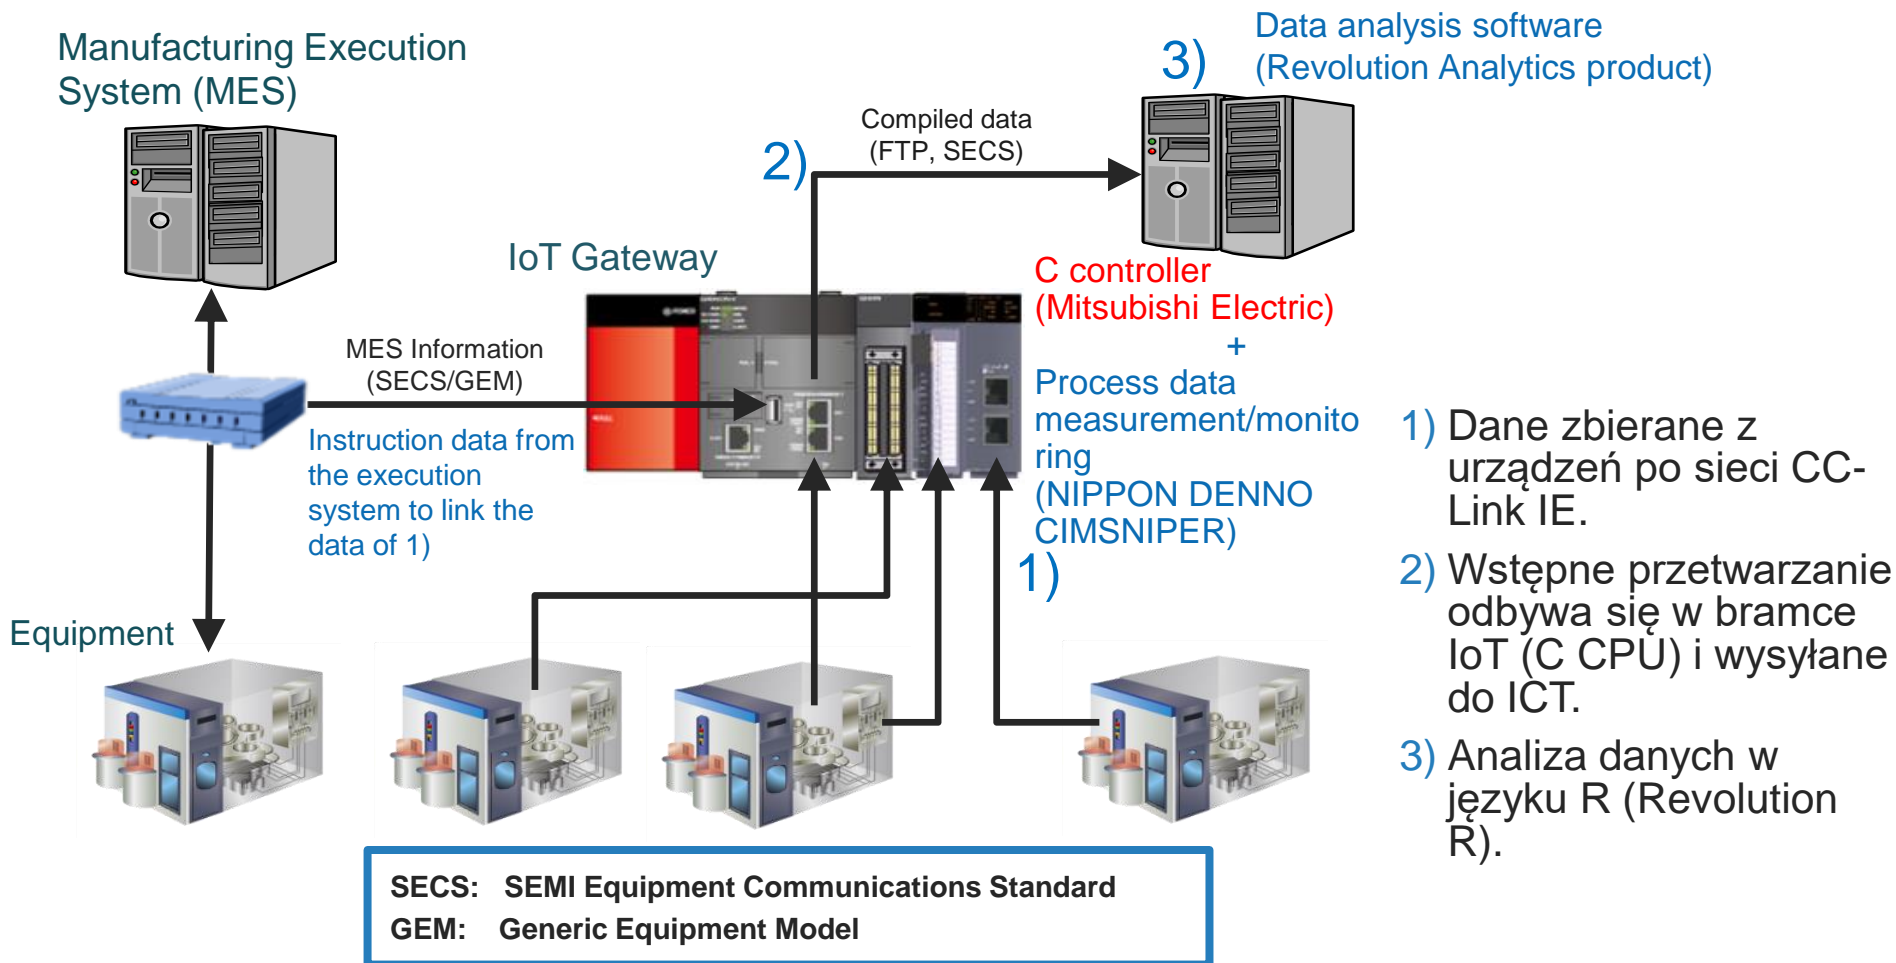 Manufacturing Execution
System (MES)
3)
Data analysis software
(Revolution Analytics product)
Compiled data
(FTP, SECS)
2)
IoT Gateway
C controller
(Mitsubishi Electric)
+
Process data
measurement/monito
ring
(NIPPON DENNO
CIMSNIPER)
MES Information
(SECS/GEM)
Instruction data from
the execution
system to link the
data of 1)
1)
Equipment
1) Dane zbierane z
urządzeń po sieci CC-
Link IE.
2) Wstępne przetwarzanie
odbywa się w bramce
IoT (C CPU) i wysyłane
do ICT.
3) Analiza danych w
języku R (Revolution
R).
SECS: SEMI Equipment Communications Standard
GEM: Generic Equipment Model